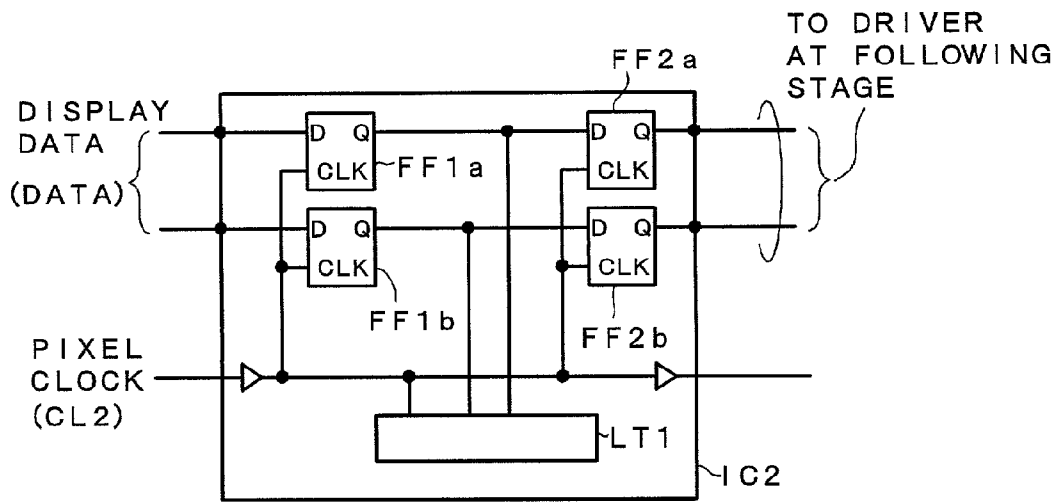 TO DRIVER
AT FOLLOWING
STAGE
FF2a
DISPLAY
DATA
(DATA)
D Q
CLK
FF1a
D Q
CLK
D Q
CLK
FF1b
D Q
CLK
FF2b
PIXEL
CLOCK
(CL2)
LT1
IC2